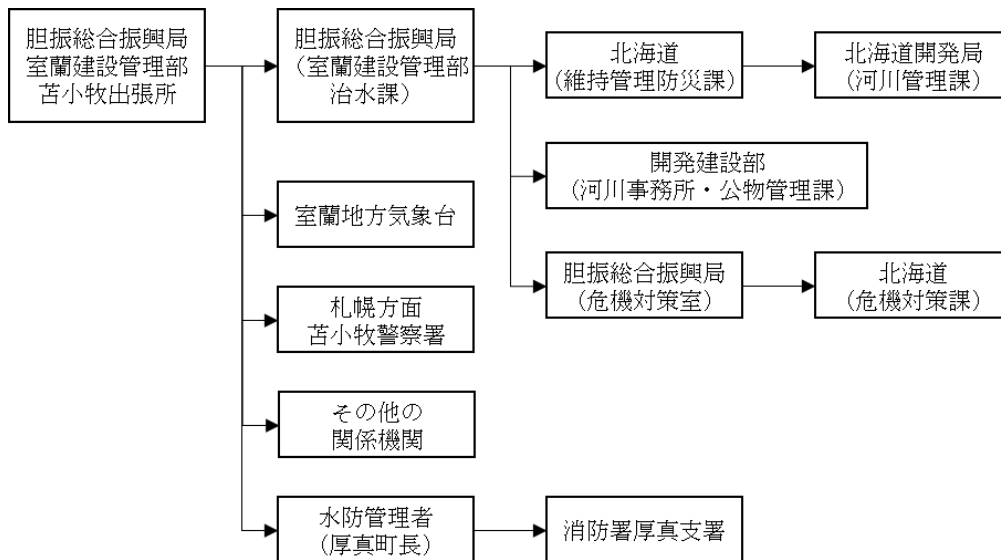 胆振総合振興局
室蘭建設管理部
苫小牧出張所
胆振総合振興局
（室蘭建設管理部
治水課）
北海道
（維持管理防災課）
北海道開発局
（河川管理課）
開発建設部
（河川事務所・公物管理課）
室蘭地方気象台
胆振総合振興局
（危機対策室）
北海道
（危機対策課）
札幌方面
苫小牧警察署
その他の
関係機関
水防管理者
（厚真町長）
消防署厚真支署